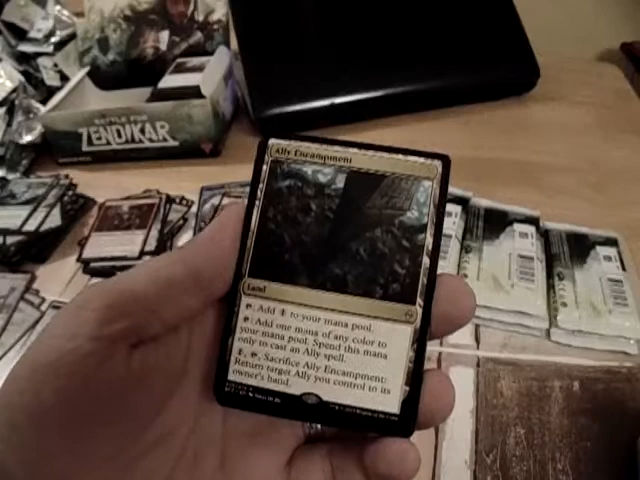 BATTLE FOR
ZENDIKAR
Ally Encampment
Land
: Add to your mana pool.
: Add one mana of any color to
your mana pool. Spend this mana
only to cast an Ally spell.
, , Sacrifice Ally Encampment:
Return target Ally you control to its
owner's hand.